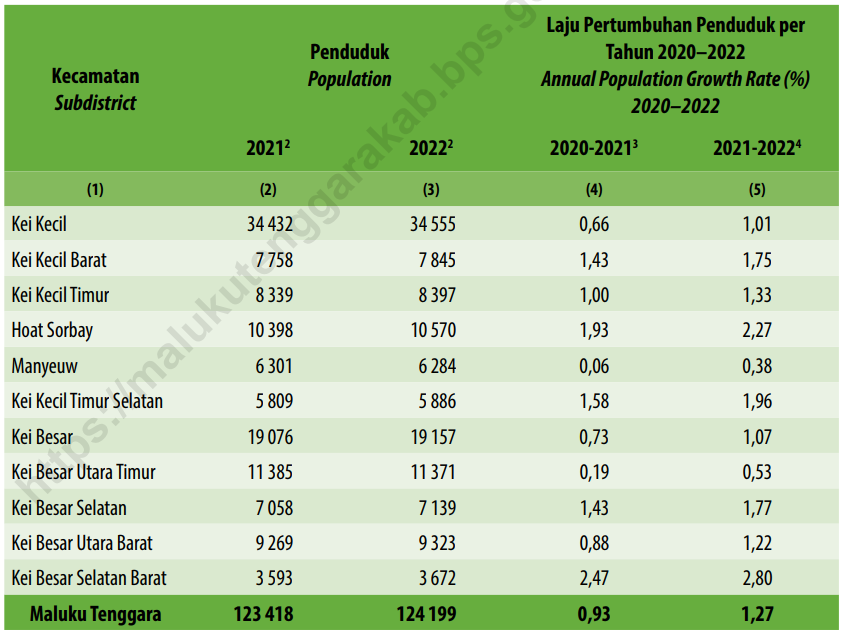 Kecamatan
Subdistrict
Penduduk
Population
Laju Pertumbuhan Penduduk per
Tahun 2020–2022
Annual Population Growth Rate (%)
2020–2022
2021² 2022² 2020-2021³ 2021-2022⁴
(1) (2) (3) (4) (5)
Kei Kecil 34 432 34 555 0,66 1,01
Kei Kecil Barat 7 758 7 845 1,43 1,75
Kei Kecil Timur 8 339 8 397 1,00 1,33
Hoat Sorbay 10 398 10 570 1,93 2,27
Manyeuw 6 301 6 284 0,06 0,38
Kei Kecil Timur Selatan 5 809 5 886 1,58 1,96
Kei Besar 19 076 19 157 0,73 1,07
Kei Besar Utara Timur 11 385 11 371 0,19 0,53
Kei Besar Selatan 7 058 7 139 1,43 1,77
Kei Besar Utara Barat 9 269 9 323 0,88 1,22
Kei Besar Selatan Barat 3 593 3 672 2,47 2,80
Maluku Tenggara 123 418 124 199 0,93 1,27
https://malukutenggarakab.bps.go